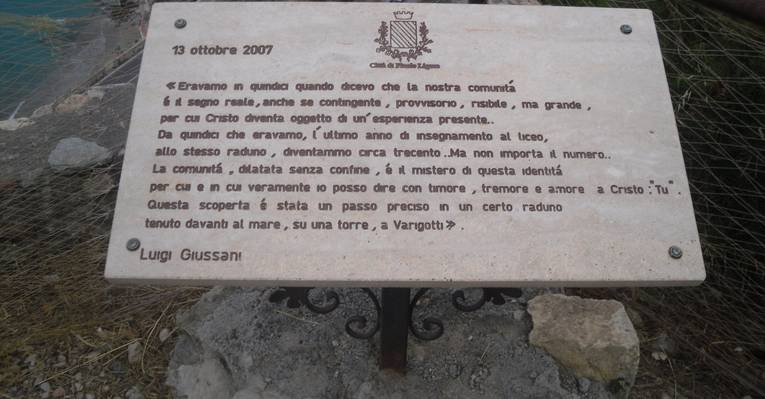 13 ottobre 2007
Città di Finale Ligure
«Eravamo in quindici quando dicevo che la nostra comunitá
é il segno reale, anche se contingente, provvisorio, risibile, ma grande,
per cui Cristo diventa oggetto di un'esperienza presente..
Da quindici che eravamo, l'ultimo anno di insegnamento al liceo,
allo stesso raduno, diventammo circa trecento..Ma non importa il numero..
La comunitá, dilatata senza confine, é il mistero di questa identitá
per cui e in cui veramente io posso dire con timore, tremore e amore a Cristo: "Tu".
Questa scoperta é stata un passo preciso in un certo raduno
tenuto davanti al mare, su una torre, a Varigotti».
Luigi Giussani